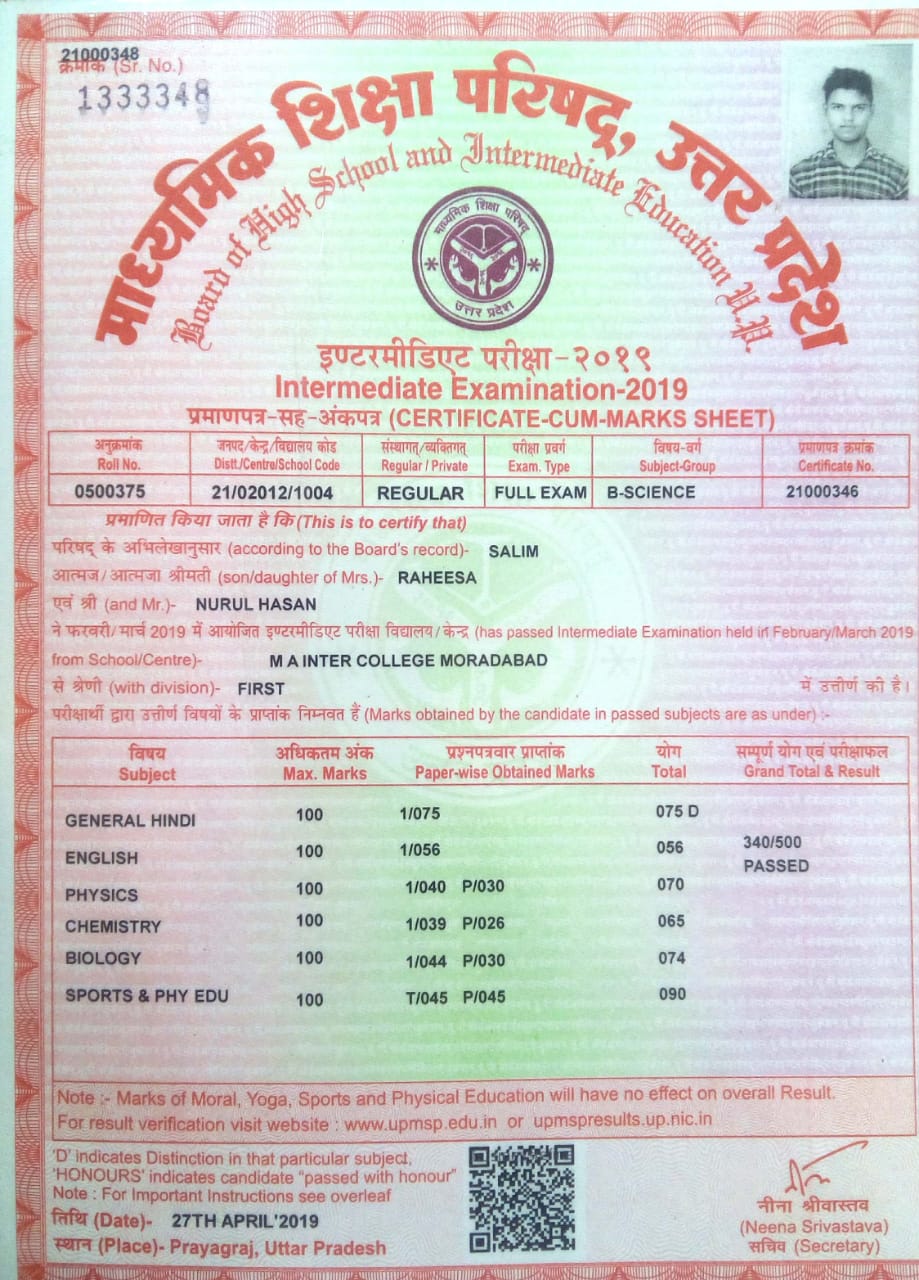 21000348
क्रमांक (Sr. No.)
1333348
माध्यमिक शिक्षा परिषद्, उत्तर प्रदेश
Board of High School and Intermediate Education U.P.
माध्यमिक शिक्षा परिषद्
उत्तर प्रदेश
इण्टरमीडिएट परीक्षा-२०१९
Intermediate Examination-2019
प्रमाणपत्र-सह-अंकपत्र (CERTIFICATE-CUM-MARKS SHEET)
अनुक्रमांक जनपद/केन्द्र/विद्यालय कोड संस्थागत/व्यक्तिगत परीक्षा प्रवर्ग विषय-वर्ग प्रमाणपत्र क्रमांक
Roll No. Distt./Centre/School Code Regular / Private Exam. Type Subject-Group Certificate No.
0500375 21/02012/1004 REGULAR FULL EXAM B-SCIENCE 21000346
प्रमाणित किया जाता है कि (This is to certify that)
परिषद् के अभिलेखानुसार (according to the Board's record)- SALIM
आत्मज/आत्मजा श्रीमती (son/daughter of Mrs.)- RAHEESA
एवं श्री (and Mr.)- NURUL HASAN
ने फरवरी/मार्च 2019 में आयोजित इण्टरमीडिएट परीक्षा विद्यालय/केन्द्र (has passed Intermediate Examination held in February/March 2019
from School/Centre)- M A INTER COLLEGE MORADABAD
से श्रेणी (with division)- FIRST में उत्तीर्ण की है।
परीक्षार्थी द्वारा उत्तीर्ण विषयों के प्राप्तांक निम्नवत हैं (Marks obtained by the candidate in passed subjects are as under) :-
विषय अधिकतम अंक प्रश्नपत्रवार प्राप्तांक योग सम्पूर्ण योग एवं परीक्षाफल
Subject Max. Marks Paper-wise Obtained Marks Total Grand Total & Result
GENERAL HINDI 100 1/075 075 D
ENGLISH 100 1/056 056 340/500
PASSED
PHYSICS 100 1/040 P/030 070
CHEMISTRY 100 1/039 P/026 065
BIOLOGY 100 1/044 P/030 074
SPORTS & PHY EDU 100 T/045 P/045 090
Note :- Marks of Moral, Yoga, Sports and Physical Education will have no effect on overall Result.
For result verification visit website : www.upmsp.edu.in or upmspresults.up.nic.in
'D' indicates Distinction in that particular subject,
'HONOURS' indicates candidate "passed with honour"
Note : For Important Instructions see overleaf
तिथि (Date)- 27TH APRIL'2019
स्थान (Place)- Prayagraj, Uttar Pradesh
नीना श्रीवास्तव
(Neena Srivastava)
सचिव (Secretary)